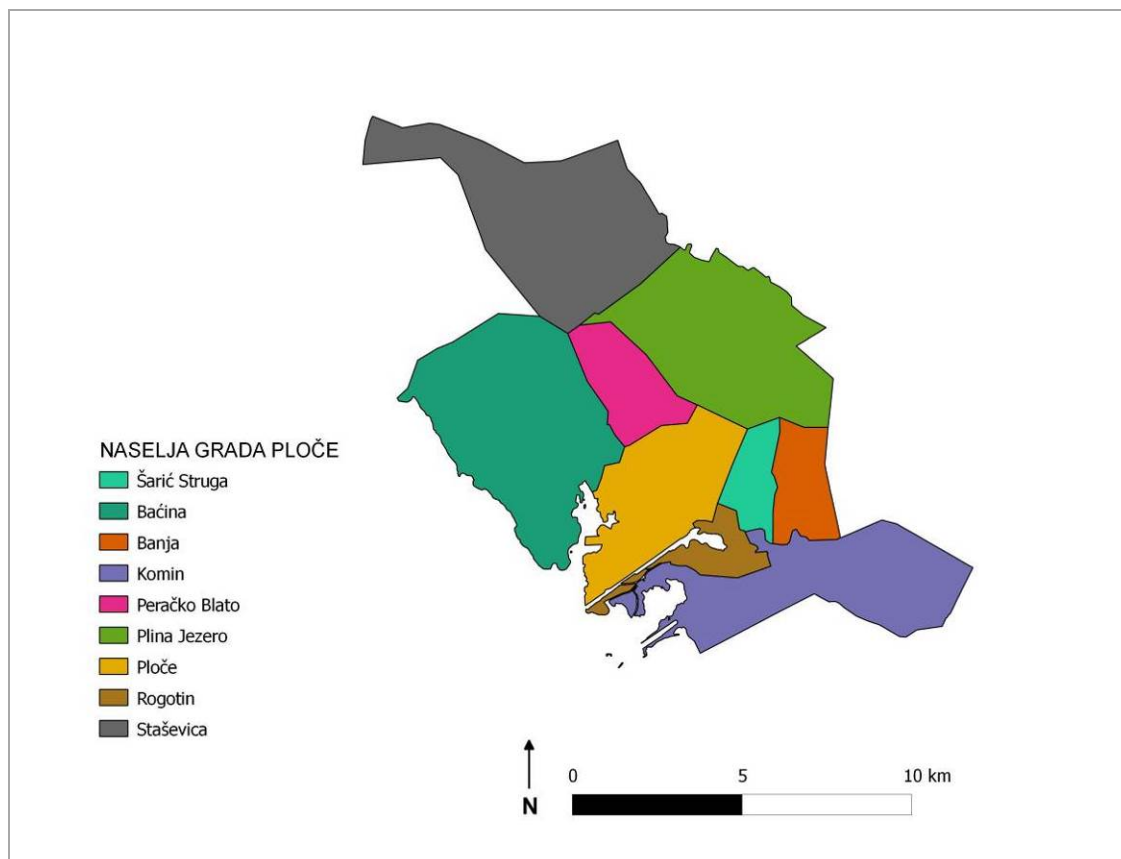 NASELJA GRADA PLOČE
Šarić Struga
Baćina
Banja
Komin
Peračko Blato
Plina Jezero
Ploče
Rogotin
Staševica
N
0 5 10 km